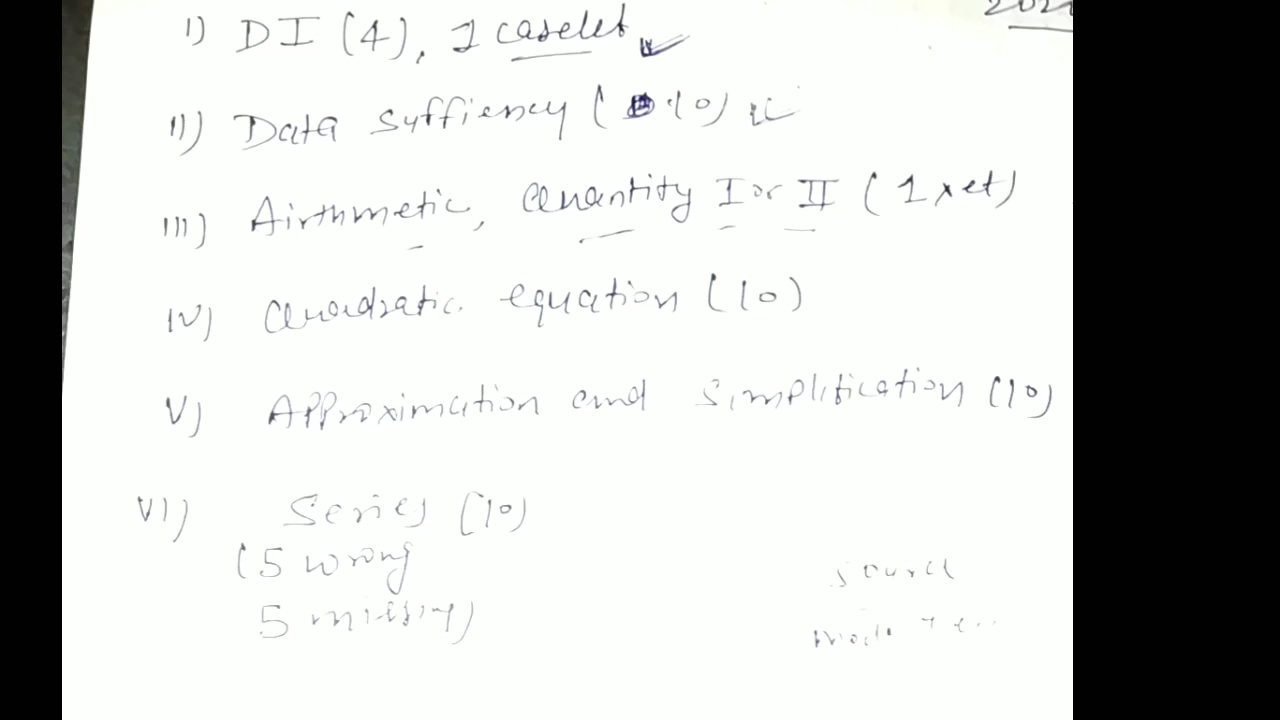 I) DI (4), 1 caselet
II) Data suffiency (10)
III) Airthmetic, Quantity I or II (1 set)
IV) Quadratic equation (10)
V) Approximation and simplification (10)
VI) Series (10)
(5 wrong
5 missing)
source